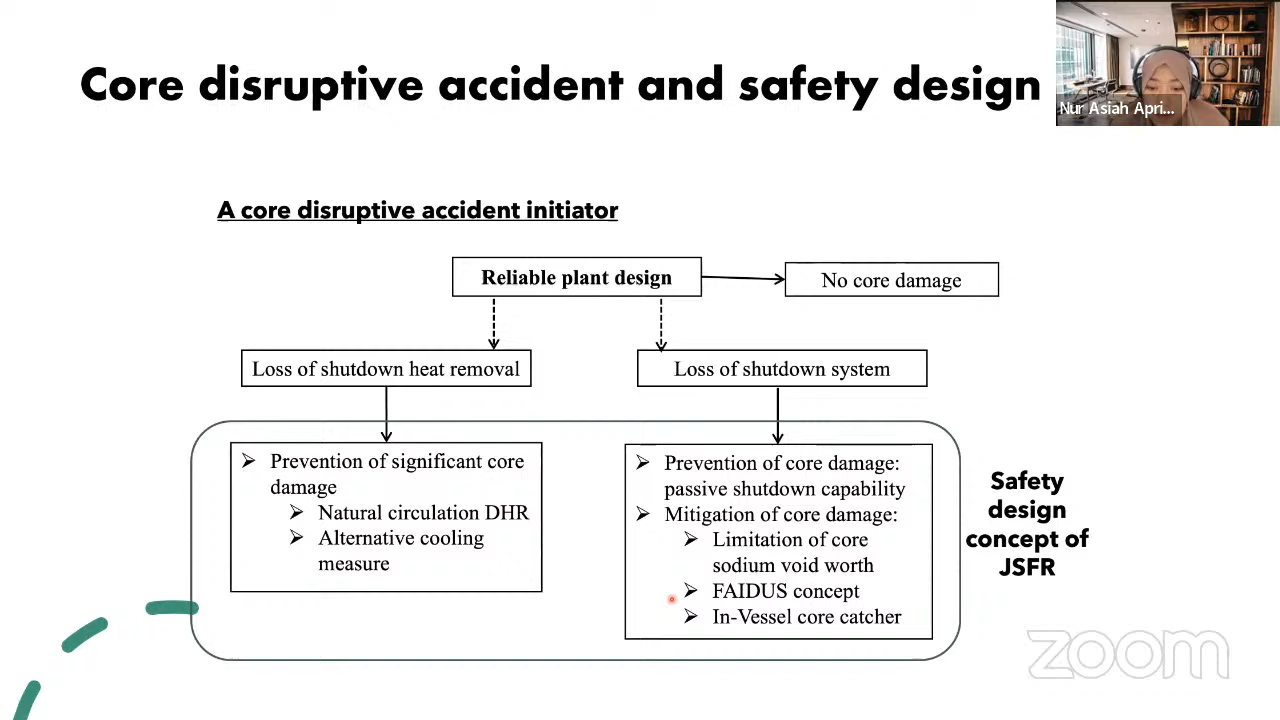 Core disruptive accident and safety design
Nur Asiah Apri...
A core disruptive accident initiator
Reliable plant design
No core damage
Loss of shutdown heat removal
Loss of shutdown system
Prevention of significant core
damage
Natural circulation DHR
Alternative cooling
measure
Prevention of core damage:
passive shutdown capability
Mitigation of core damage:
Limitation of core
sodium void worth
FAIDUS concept
In-Vessel core catcher
Safety
design
concept of
JSFR
zoom